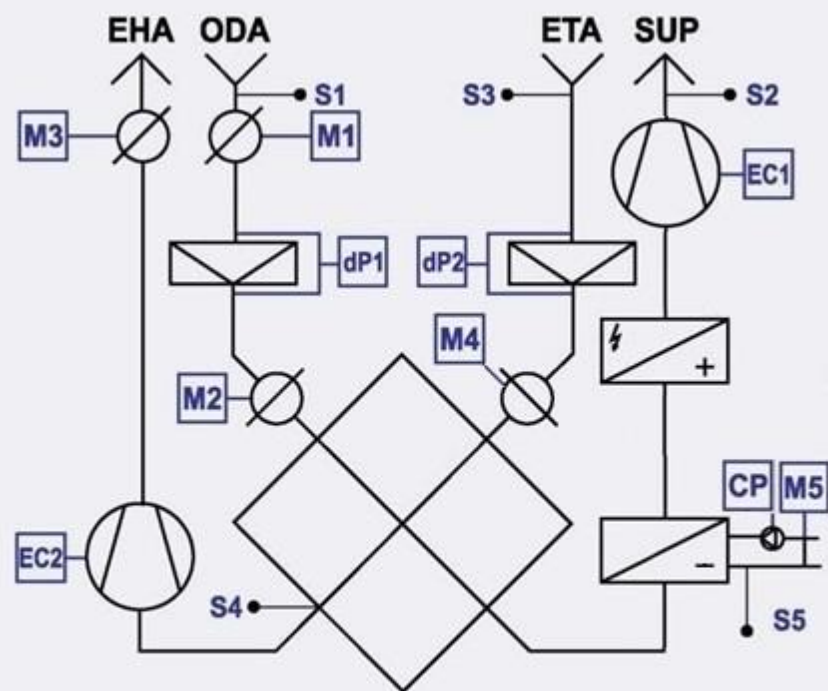 EHA ODA ETA SUP
S1 S3 S2
M3 M1 EC1
dP1 dP2
M4
+
M2
CP M5
EC2
−
S4 S5